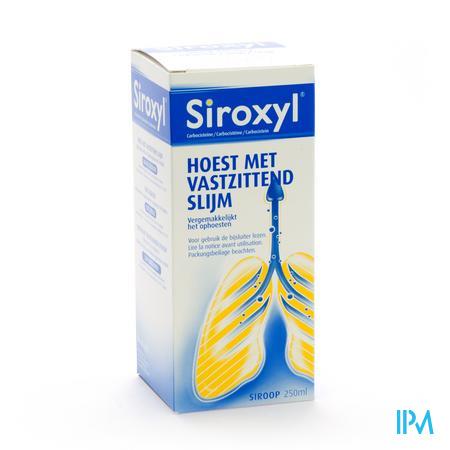 Siroxyl®
Carbocisteïne / Carbocistéine / Carbocistein
HOEST MET
VASTZITTEND
SLIJM
Vergemakkelijkt
het ophoesten
Voor gebruik de bijsluiter lezen.
Lire la notice avant utilisation.
Packungsbeilage beachten.
SIROOP 250ml
IPM